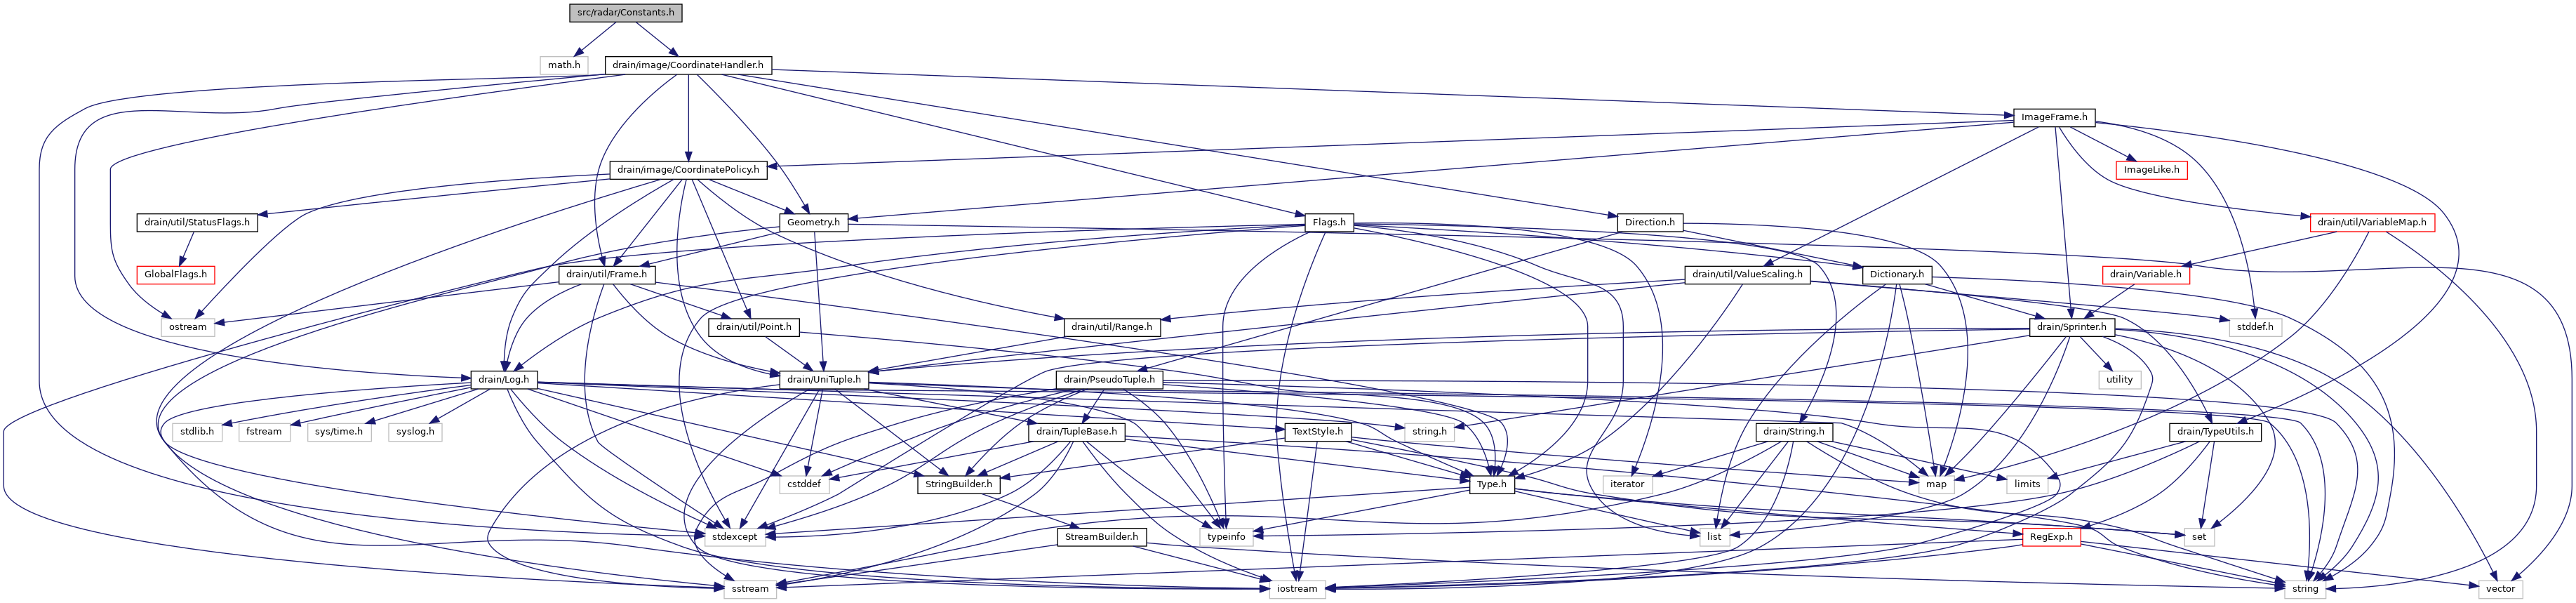 src/radar/Constants.h
math.h
drain/image/CoordinateHandler.h
ImageFrame.h
drain/image/CoordinatePolicy.h
ImageLike.h
drain/util/StatusFlags.h
Geometry.h
Flags.h
Direction.h
drain/util/VariableMap.h
GlobalFlags.h
drain/util/Frame.h
drain/util/ValueScaling.h
Dictionary.h
drain/Variable.h
ostream
drain/util/Point.h
drain/util/Range.h
drain/Sprinter.h
stddef.h
drain/Log.h
drain/UniTuple.h
drain/PseudoTuple.h
utility
stdlib.h
fstream
sys/time.h
syslog.h
drain/TupleBase.h
TextStyle.h
string.h
drain/String.h
drain/TypeUtils.h
cstddef
StringBuilder.h
Type.h
iterator
map
limits
stdexcept
StreamBuilder.h
typeinfo
list
RegExp.h
set
sstream
iostream
string
vector